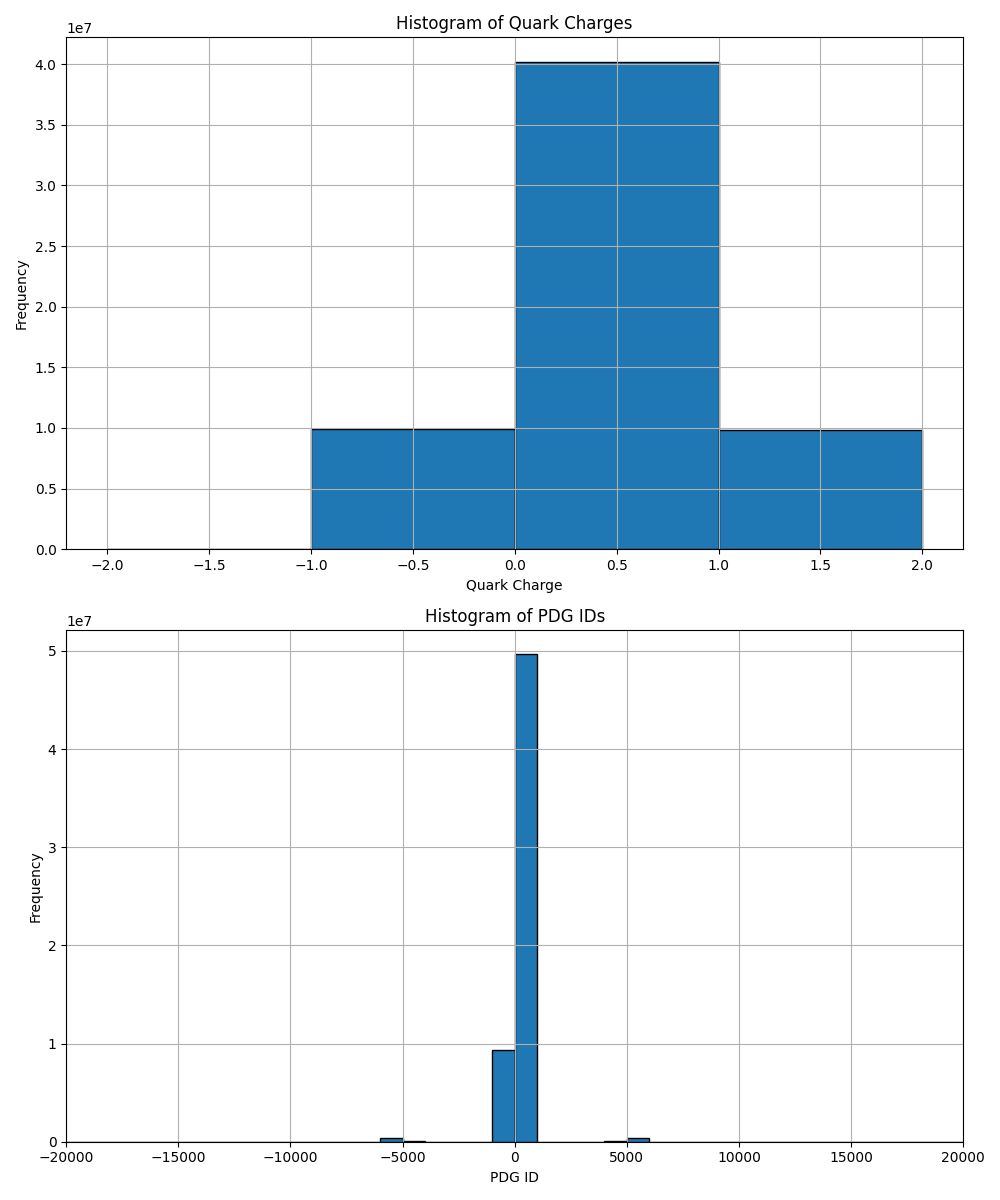 Histogram of Quark Charges
1e7
4.0
3.5
3.0
2.5
2.0
1.5
1.0
0.5
0.0
Frequency
−2.0 −1.5 −1.0 −0.5 0.0 0.5 1.0 1.5 2.0
Quark Charge
Histogram of PDG IDs
1e7
5
4
3
2
1
0
Frequency
−20000 −15000 −10000 −5000 0 5000 10000 15000 20000
PDG ID